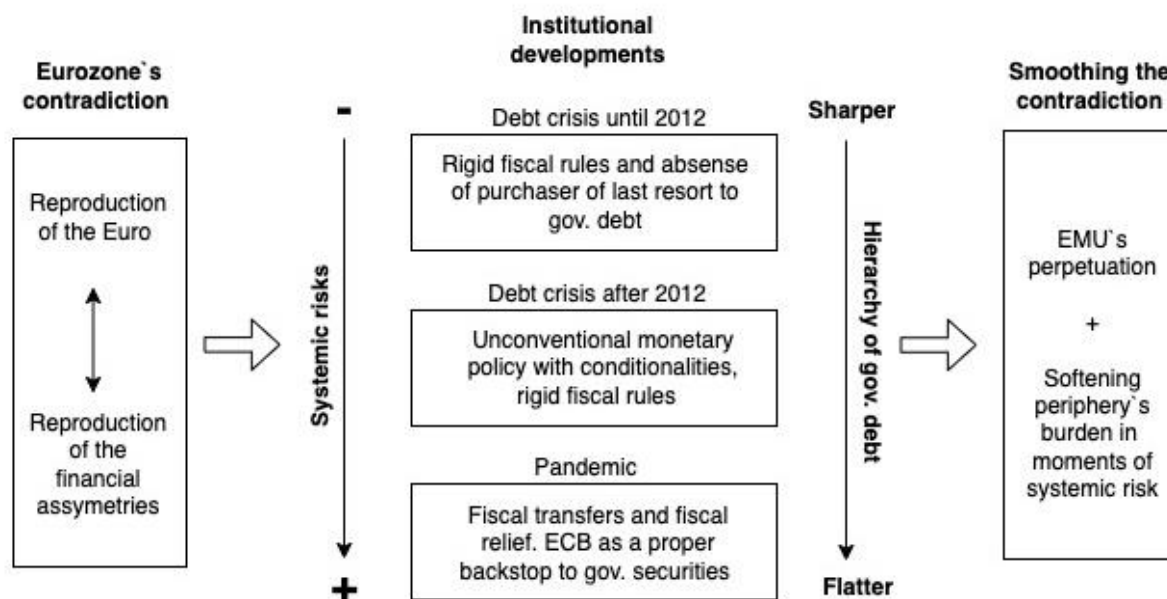 Eurozone`s
contradiction
Reproduction
of the Euro
Reproduction
of the
financial
assymetries
Institutional
developments
-
Systemic risks
+
Debt crisis until 2012
Rigid fiscal rules and absense
of purchaser of last resort to
gov. debt
Debt crisis after 2012
Unconventional monetary
policy with conditionalities,
rigid fiscal rules
Pandemic
Fiscal transfers and fiscal
relief. ECB as a proper
backstop to gov. securities
Sharper
Hierarchy of gov. debt
Flatter
Smoothing the
contradiction
EMU`s
perpetuation
+
Softening
periphery`s
burden in
moments of
systemic risk